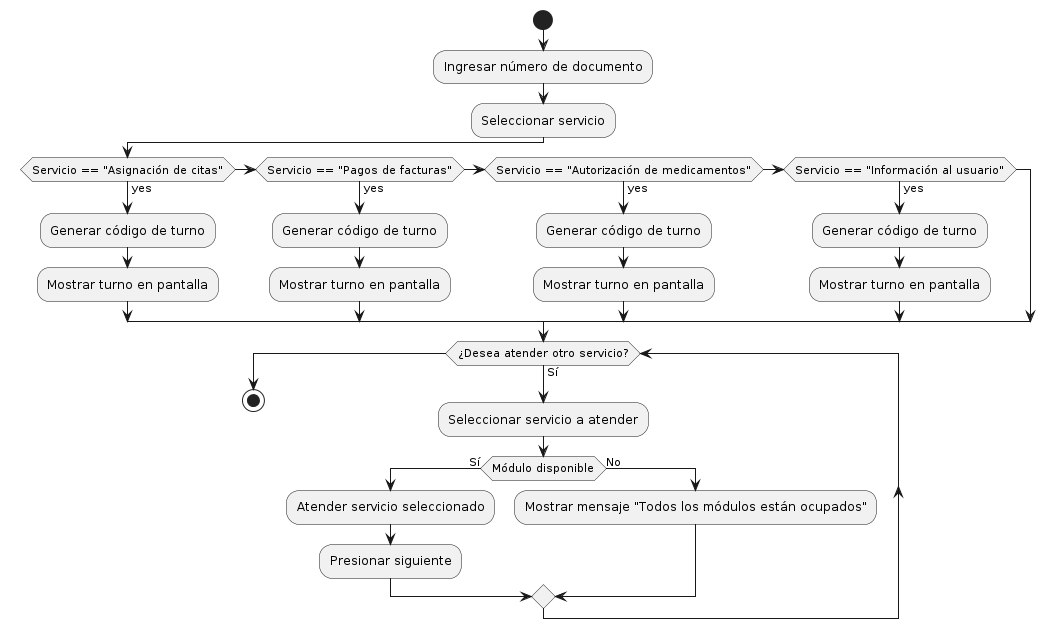 Ingresar número de documento
Seleccionar servicio
Servicio == "Asignación de citas"
Servicio == "Pagos de facturas"
Servicio == "Autorización de medicamentos"
Servicio == "Información al usuario"
yes
yes
yes
yes
Generar código de turno
Generar código de turno
Generar código de turno
Generar código de turno
Mostrar turno en pantalla
Mostrar turno en pantalla
Mostrar turno en pantalla
Mostrar turno en pantalla
¿Desea atender otro servicio?
Sí
Seleccionar servicio a atender
Sí
Módulo disponible
No
Atender servicio seleccionado
Mostrar mensaje "Todos los módulos están ocupados"
Presionar siguiente